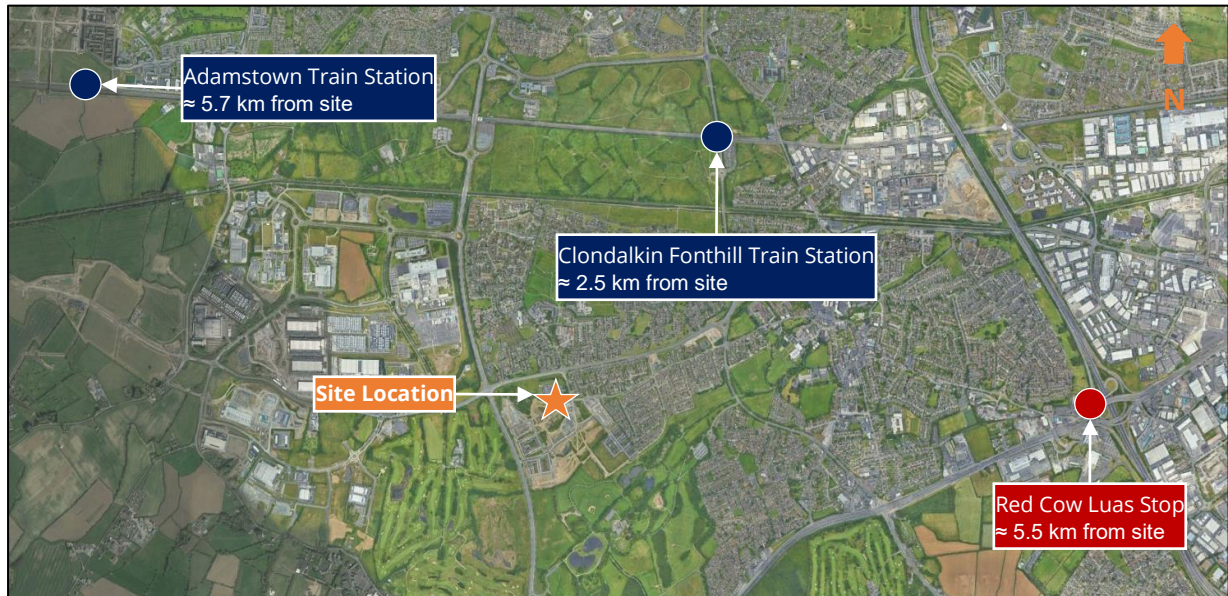 Adamstown Train Station
≈ 5.7 km from site
N
Clondalkin Fonthill Train Station
≈ 2.5 km from site
Site Location
Red Cow Luas Stop
≈ 5.5 km from site